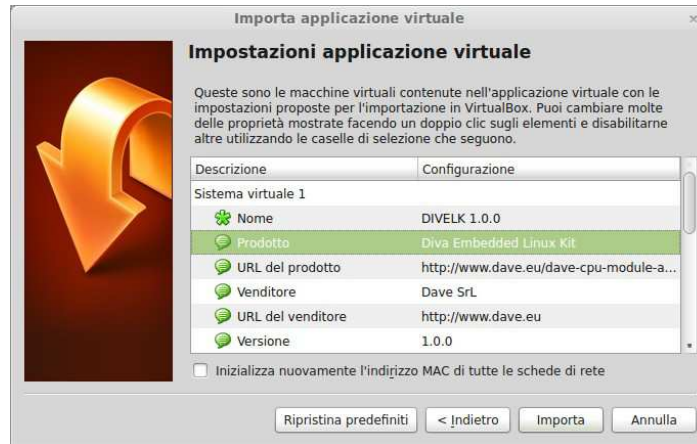 Importa applicazione virtuale
Impostazioni applicazione virtuale
Queste sono le macchine virtuali contenute nell'applicazione virtuale con le
impostazioni proposte per l'importazione in VirtualBox. Puoi cambiare molte
delle proprietà mostrate facendo un doppio clic sugli elementi e disabilitarne
altre utilizzando le caselle di selezione che seguono.
Descrizione Configurazione
Sistema virtuale 1
Nome DIVELK 1.0.0
Prodotto Diva Embedded Linux Kit
URL del prodotto http://www.dave.eu/dave-cpu-module-a...
Venditore Dave SrL
URL del venditore http://www.dave.eu
Versione 1.0.0
Inizializza nuovamente l'indirizzo MAC di tutte le schede di rete
Ripristina predefiniti < Indietro Importa Annulla